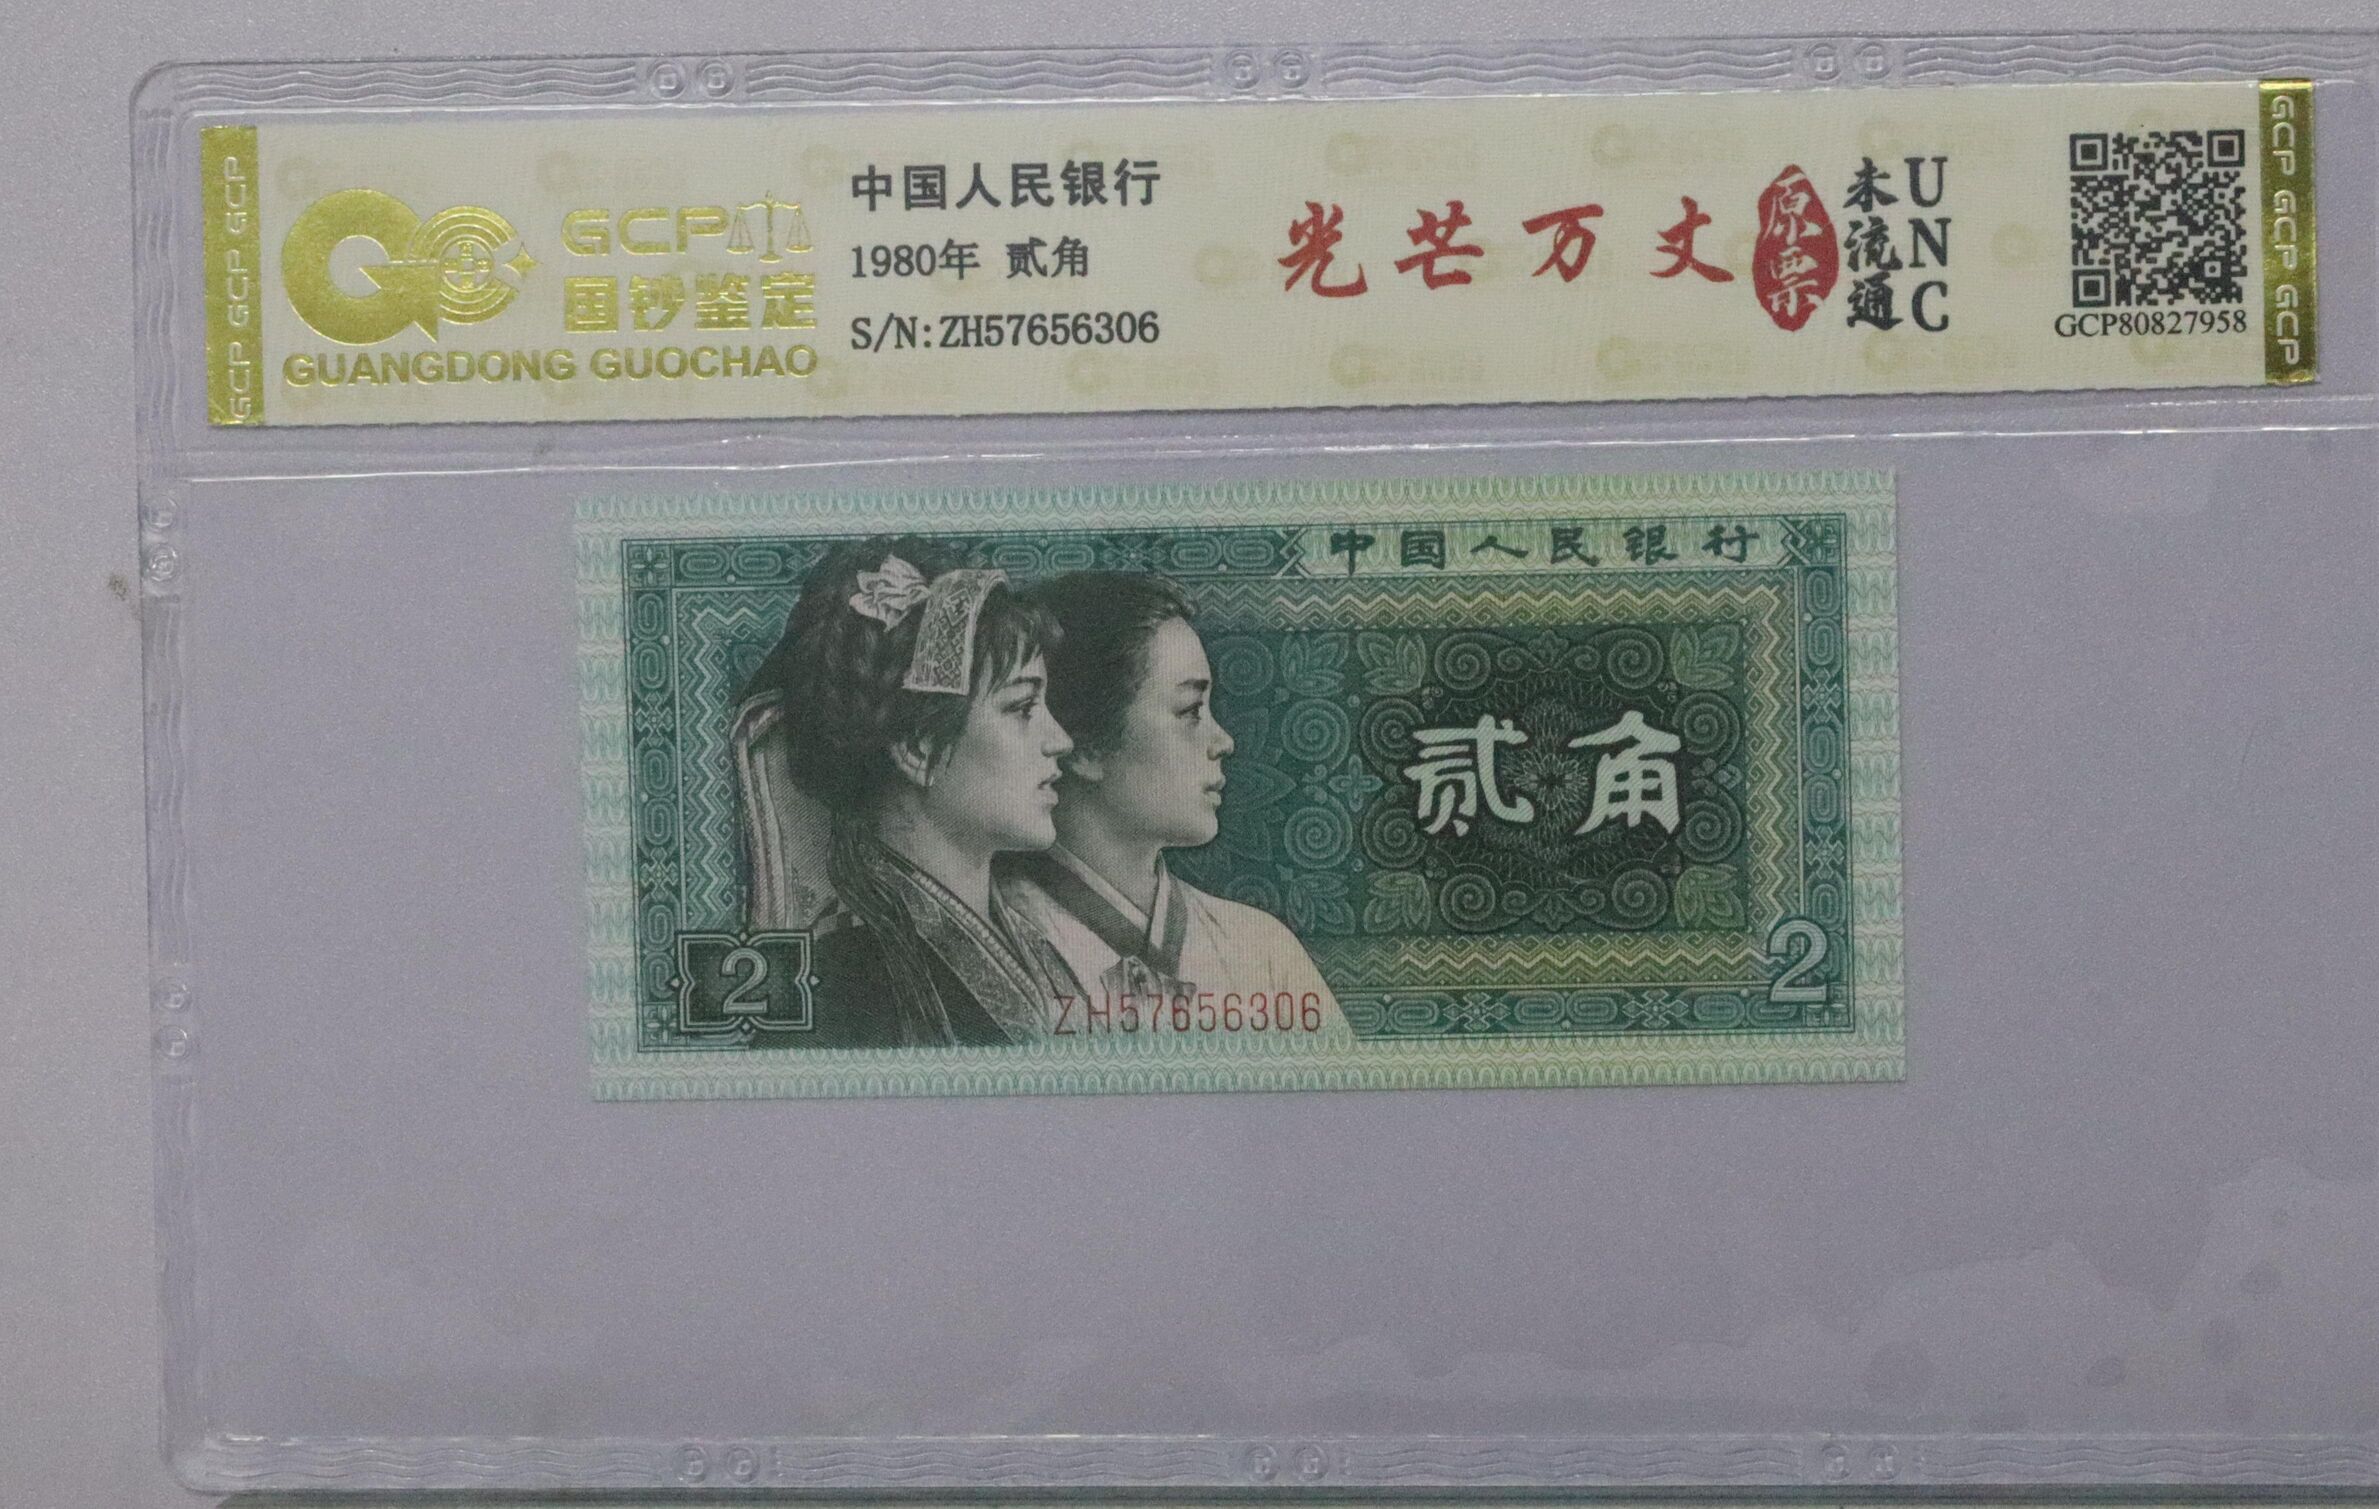 GCP GCP GCP
GCP
国钞鉴定
GUANGDONG GUOCHAO
中国人民银行
1980年 贰角
S/N:ZH57656306
光芒万丈
原票
未流通
UNC
GCP80827958
GCP GCP GCP
中国人民银行
贰角
2
2
ZH57656306